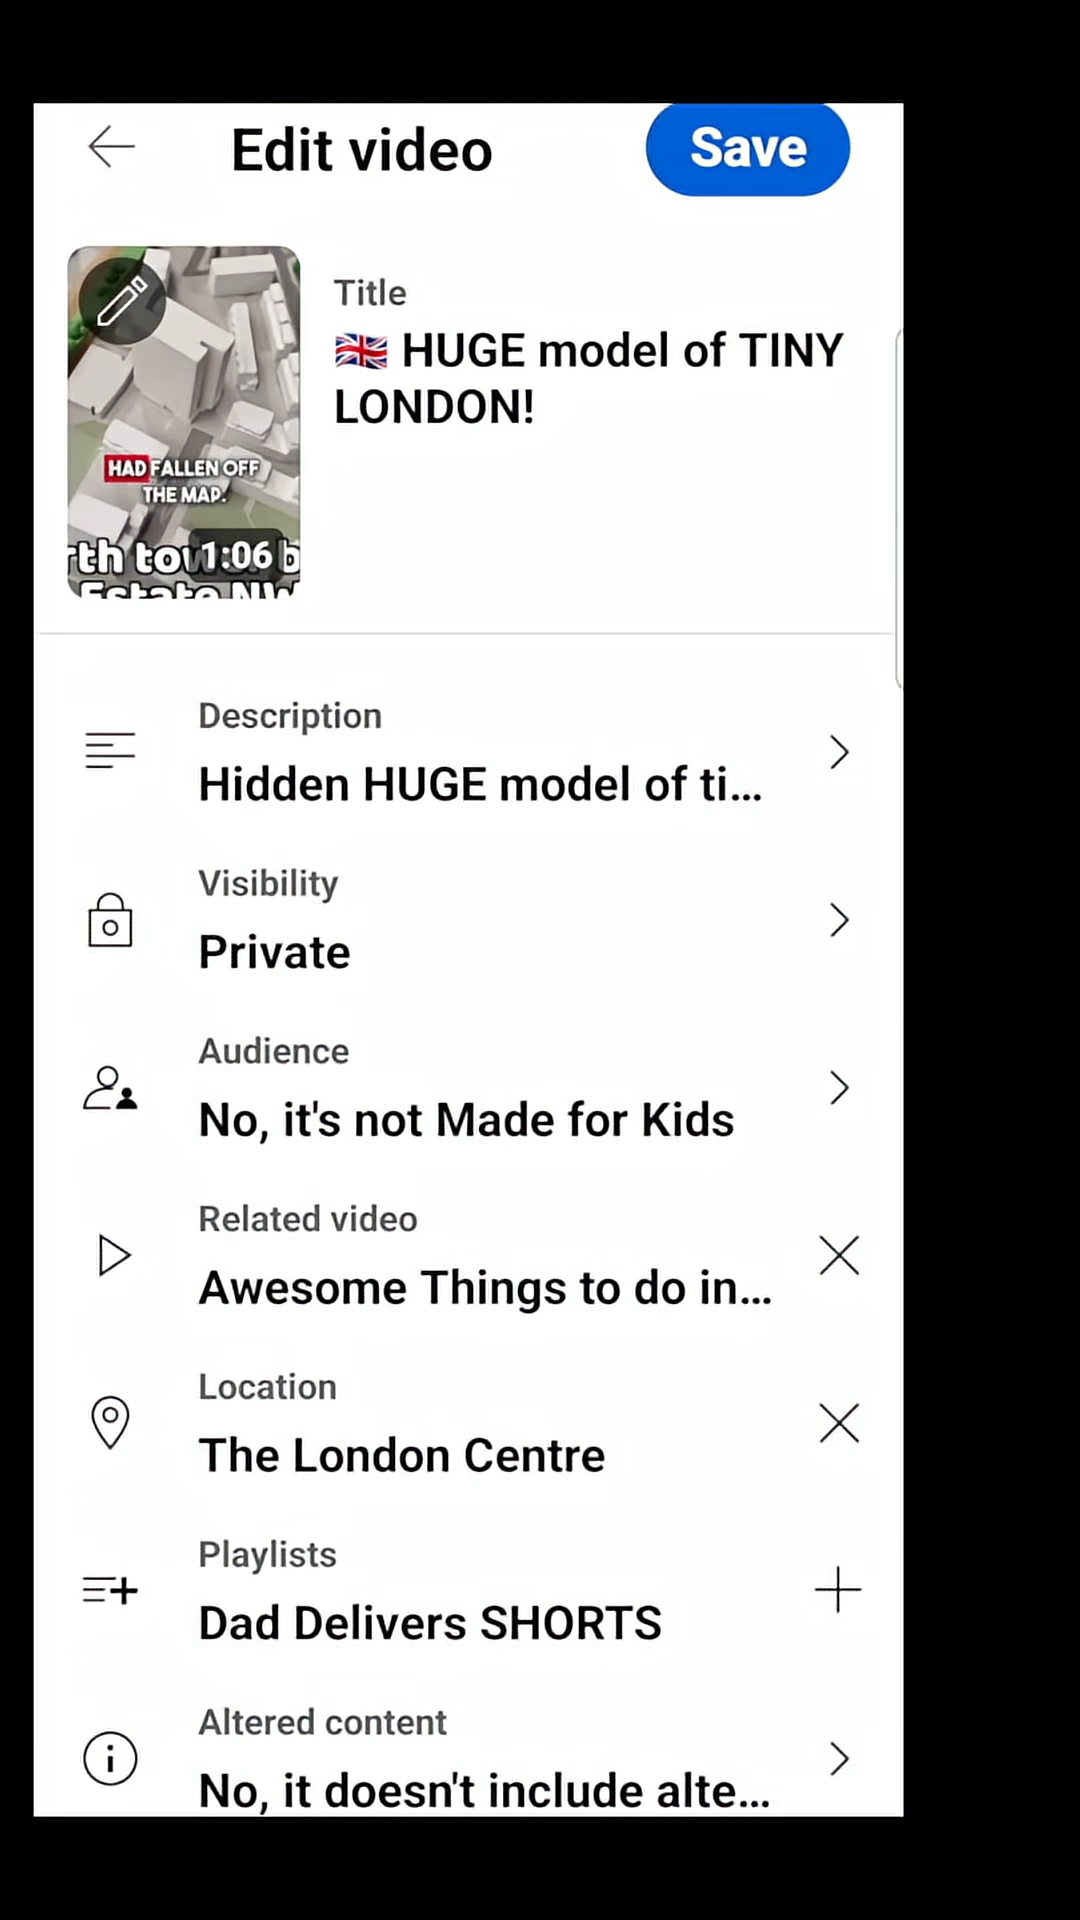 Edit video
Save
Title
🇬🇧 HUGE model of TINY
LONDON!
HAD FALLEN OFF
THE MAP.
1:06
Description
Hidden HUGE model of ti...
Visibility
Private
Audience
No, it's not Made for Kids
Related video
Awesome Things to do in...
Location
The London Centre
Playlists
Dad Delivers SHORTS
Altered content
No, it doesn't include alte...